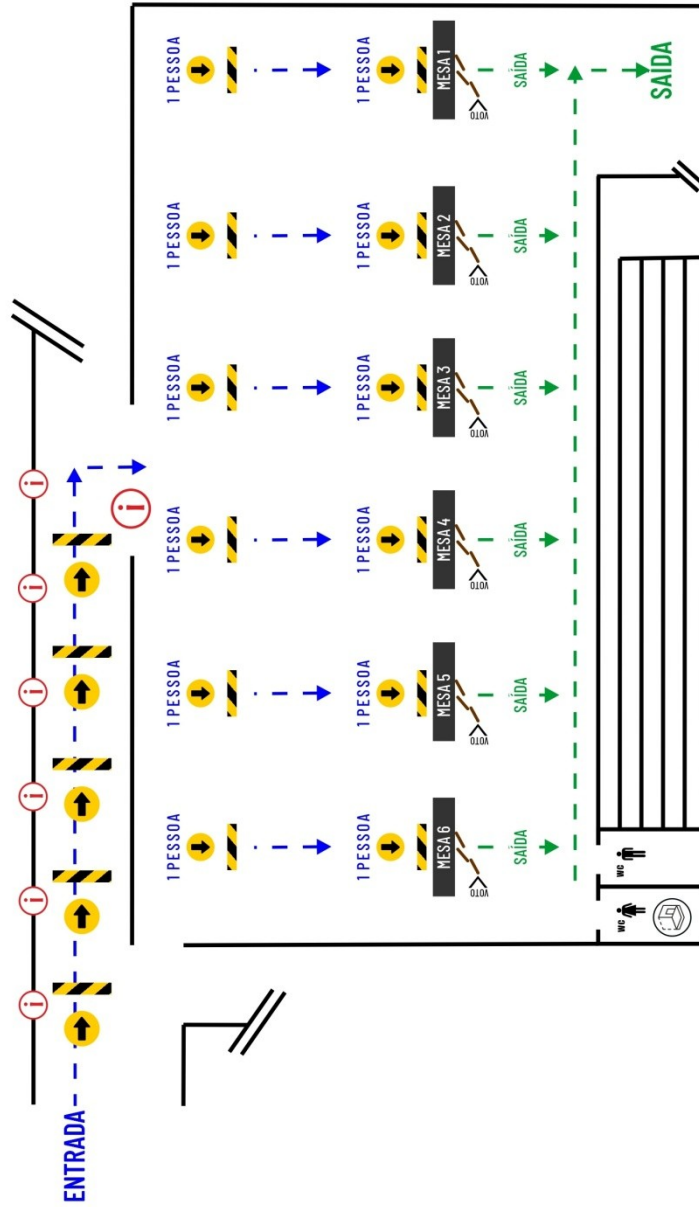 i
i
i
i
i
i
ENTRADA
i
1 PESSOA
1 PESSOA
1 PESSOA
1 PESSOA
1 PESSOA
1 PESSOA
1 PESSOA
1 PESSOA
1 PESSOA
1 PESSOA
1 PESSOA
1 PESSOA
MESA 6
MESA 5
MESA 4
MESA 3
MESA 2
MESA 1
VOTO
VOTO
VOTO
VOTO
VOTO
VOTO
SAÍDA
SAÍDA
SAÍDA
SAÍDA
SAÍDA
SAÍDA
WC
WC
SAÍDA